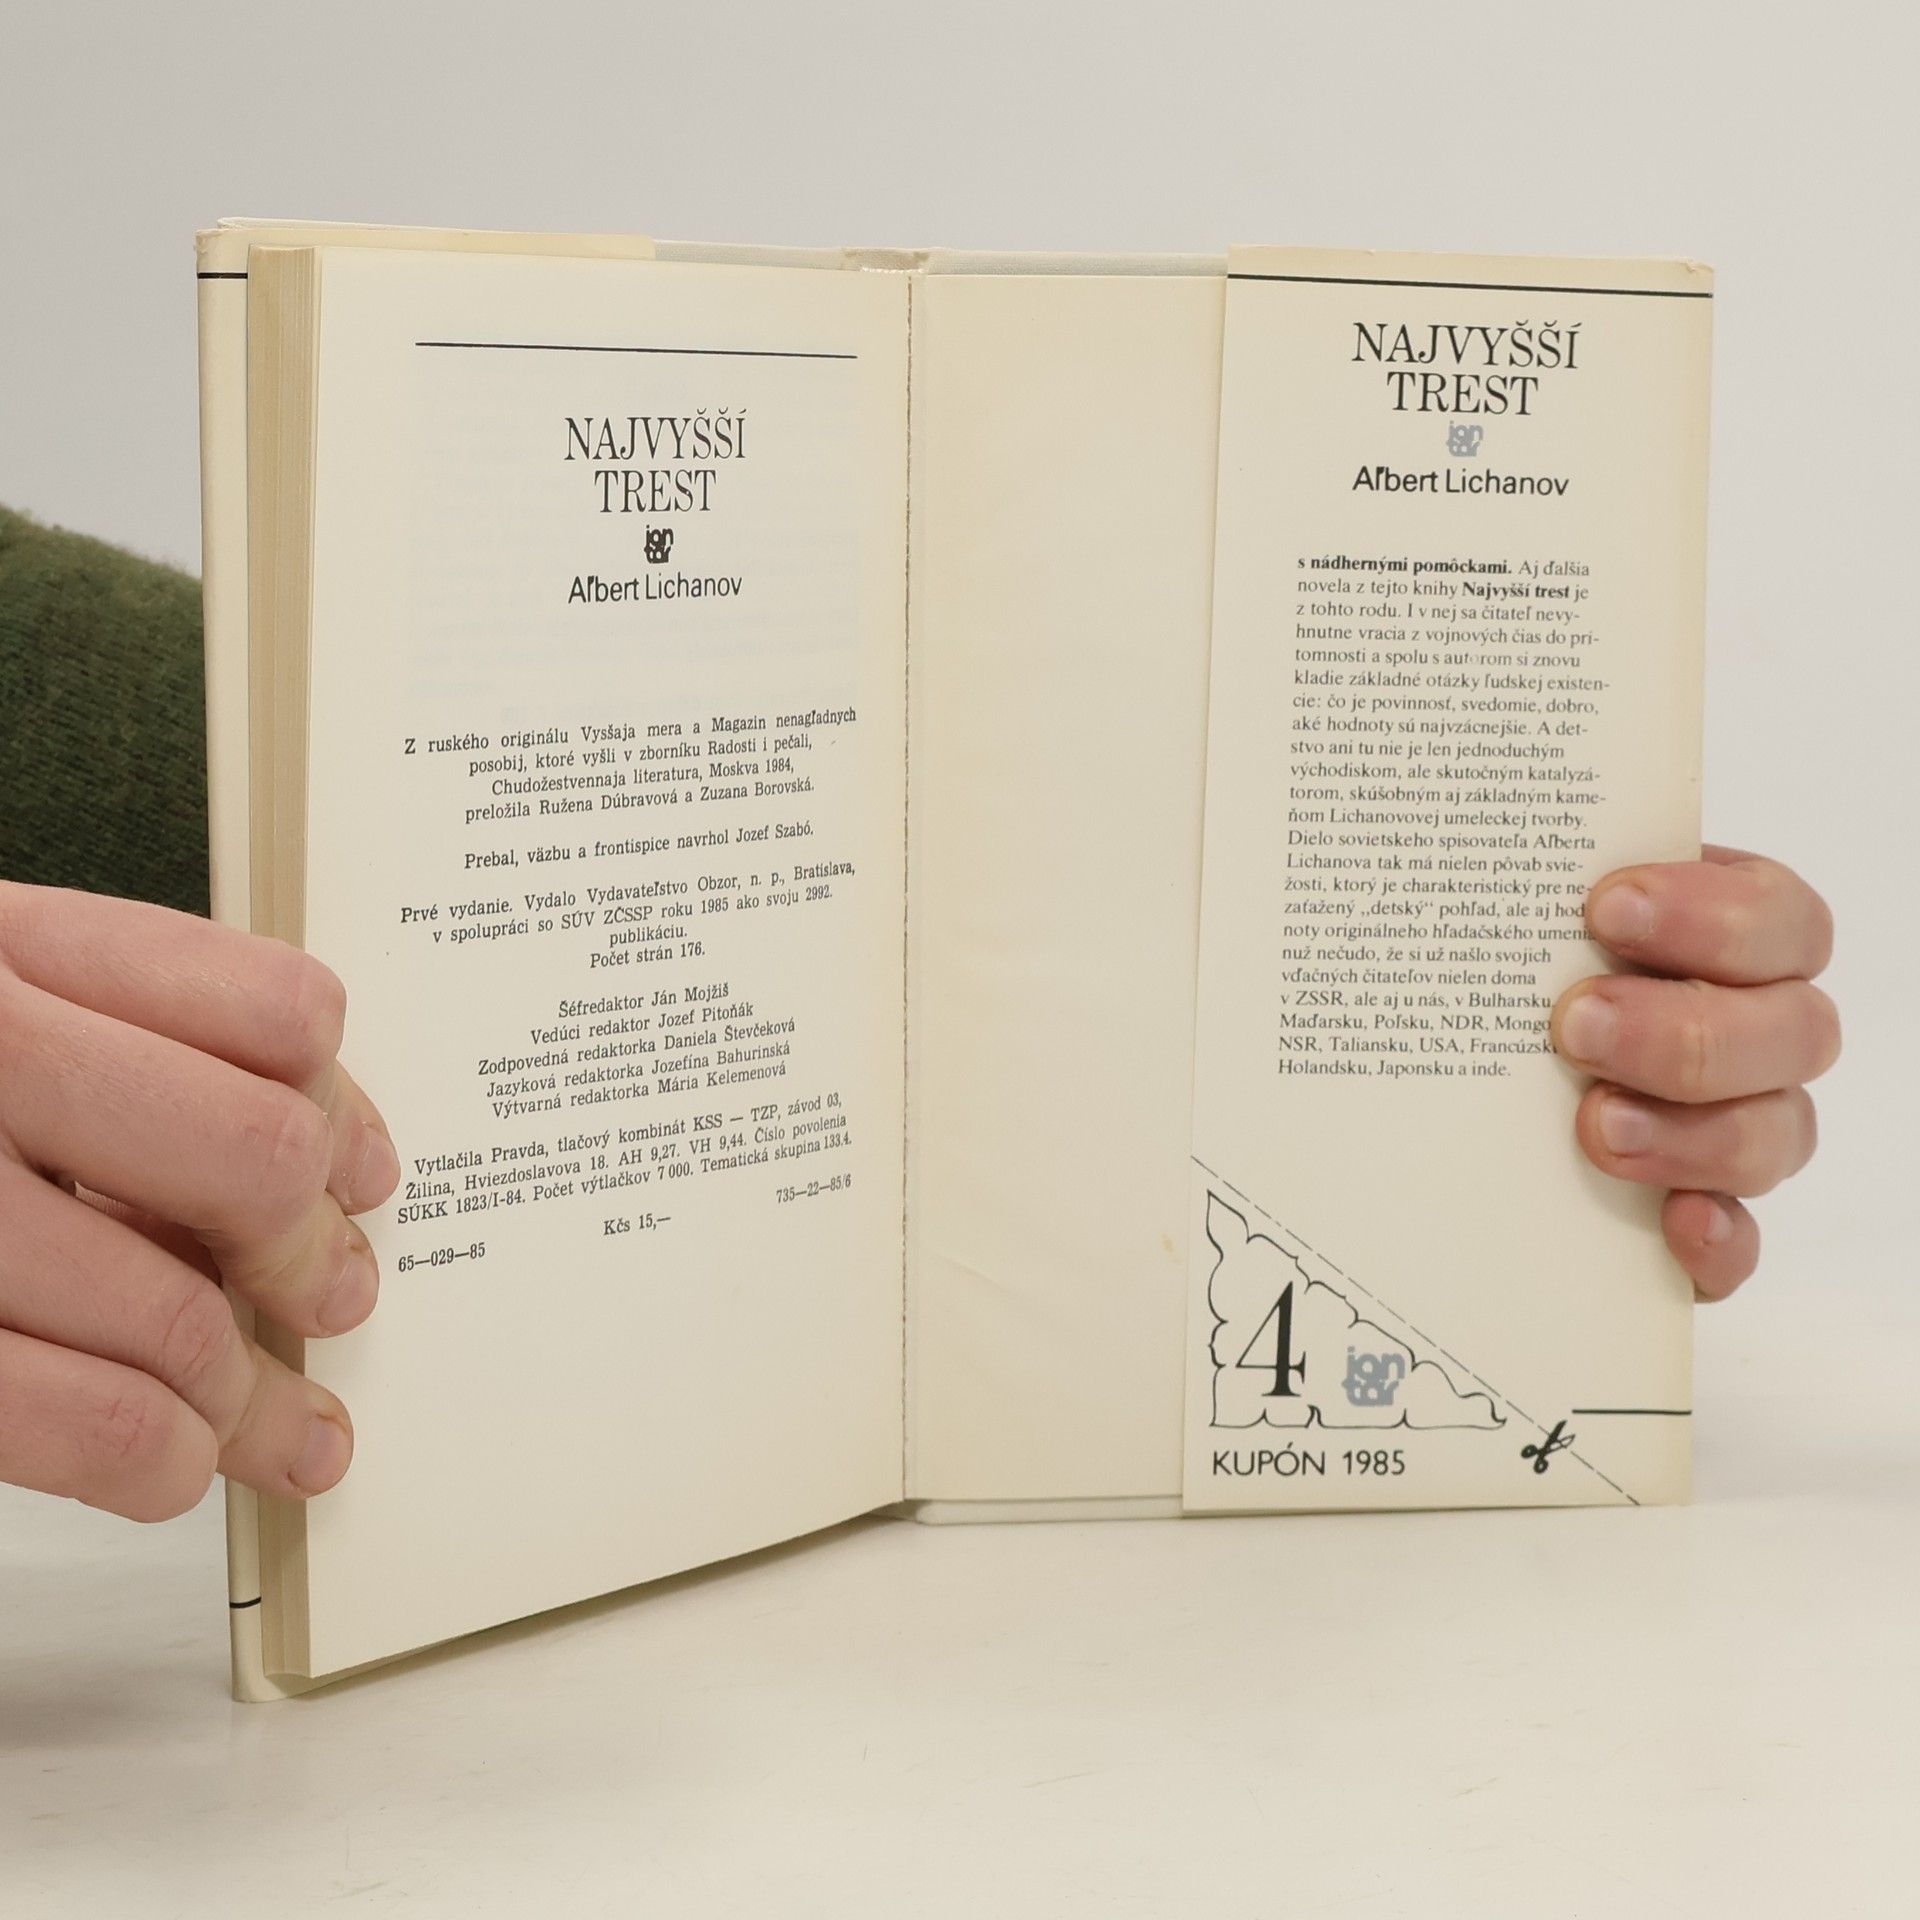 NAJVYŠŠÍ
TREST
jan
tár
Aľbert Lichanov
Z ruského originálu Vysšaja mera a Magazin nenagľadnych
posobij, ktoré vyšli v zborníku Radosti i pečali,
Chudožestvennaja literatura, Moskva 1984,
preložila Ružena Dúbravová a Zuzana Borovská.
Prebal, väzbu a frontispice navrhol Jozef Szabó.
Prvé vydanie. Vydalo Vydavateľstvo Obzor, n. p., Bratislava,
v spolupráci so SÚV ZČSSP roku 1985 ako svoju 2992.
publikáciu.
Počet strán 176.
Šéfredaktor Ján Mojžiš
Vedúci redaktor Jozef Pitoňák
Zodpovedná redaktorka Daniela Števčeková
Jazyková redaktorka Jozefína Bahurinská
Výtvarná redaktorka Mária Kelemenová
Vytlačila Pravda, tlačový kombinát KSS — TZP, závod 03,
Žilina, Hviezdoslavova 18. AH 9,27. VH 9,44. Číslo povolenia
SÚKK 1823/I-84. Počet výtlačkov 7 000. Tematická skupina 133.4.
735—22—85/6
Kčs 15,—
65—029—85
NAJVYŠŠÍ
TREST
jan
tár
Aľbert Lichanov
s nádhernými pomôckami. Aj ďalšia
novela z tejto knihy Najvyšší trest je
z tohto rodu. I v nej sa čitateľ nevy-
hnutne vracia z vojnových čias do prí-
tomnosti a spolu s autorom si znovu
kladie základné otázky ľudskej existen-
cie: čo je povinnosť, svedomie, dobro,
aké hodnoty sú najvzácnejšie. A det-
stvo ani tu nie je len jednoduchým
východiskom, ale skutočným katalyzá-
torom, skúšobným aj základným kame-
ňom Lichanovovej umeleckej tvorby.
Dielo sovietskeho spisovateľa Aľberta
Lichanova tak má nielen pôvab svie-
žosti, ktorý je charakteristický pre ne-
zaťažený „detský“ pohľad, ale aj hod
noty originálneho hľadačského umenia
nuž nečudo, že si už našlo svojich
vďačných čitateľov nielen doma
v ZSSR, ale aj u nás, v Bulharsku,
Maďarsku, Poľsku, NDR, Mongo
NSR, Taliansku, USA, Francúzsk
Holandsku, Japonsku a inde.
4
jan
tár
KUPÓN 1985